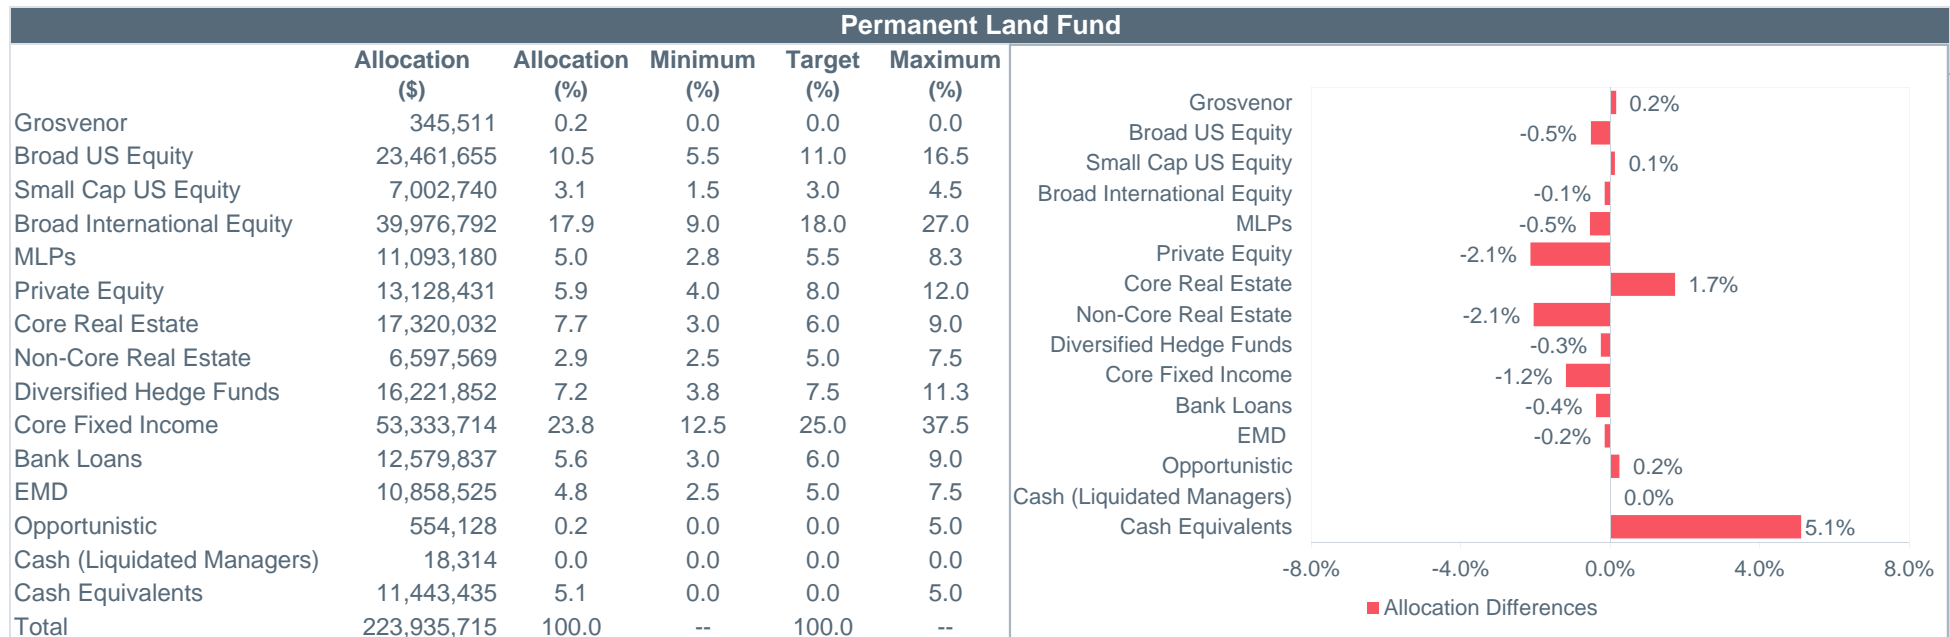 Permanent Land Fund
Allocation Allocation Minimum Target Maximum
($) (%) (%) (%) (%)
Grosvenor 345,511 0.2 0.0 0.0 0.0
Broad US Equity 23,461,655 10.5 5.5 11.0 16.5
Small Cap US Equity 7,002,740 3.1 1.5 3.0 4.5
Broad International Equity 39,976,792 17.9 9.0 18.0 27.0
MLPs 11,093,180 5.0 2.8 5.5 8.3
Private Equity 13,128,431 5.9 4.0 8.0 12.0
Core Real Estate 17,320,032 7.7 3.0 6.0 9.0
Non-Core Real Estate 6,597,569 2.9 2.5 5.0 7.5
Diversified Hedge Funds 16,221,852 7.2 3.8 7.5 11.3
Core Fixed Income 53,333,714 23.8 12.5 25.0 37.5
Bank Loans 12,579,837 5.6 3.0 6.0 9.0
EMD 10,858,525 4.8 2.5 5.0 7.5
Opportunistic 554,128 0.2 0.0 0.0 5.0
Cash (Liquidated Managers) 18,314 0.0 0.0 0.0 0.0
Cash Equivalents 11,443,435 5.1 0.0 0.0 5.0
Total 223,935,715 100.0 -- 100.0 --
Grosvenor 0.2%
Broad US Equity -0.5%
Small Cap US Equity 0.1%
Broad International Equity -0.1%
MLPs -0.5%
Private Equity -2.1%
Core Real Estate 1.7%
Non-Core Real Estate -2.1%
Diversified Hedge Funds -0.3%
Core Fixed Income -1.2%
Bank Loans -0.4%
EMD -0.2%
Opportunistic 0.2%
Cash (Liquidated Managers) 0.0%
Cash Equivalents 5.1%
-8.0% -4.0% 0.0% 4.0% 8.0%
Allocation Differences